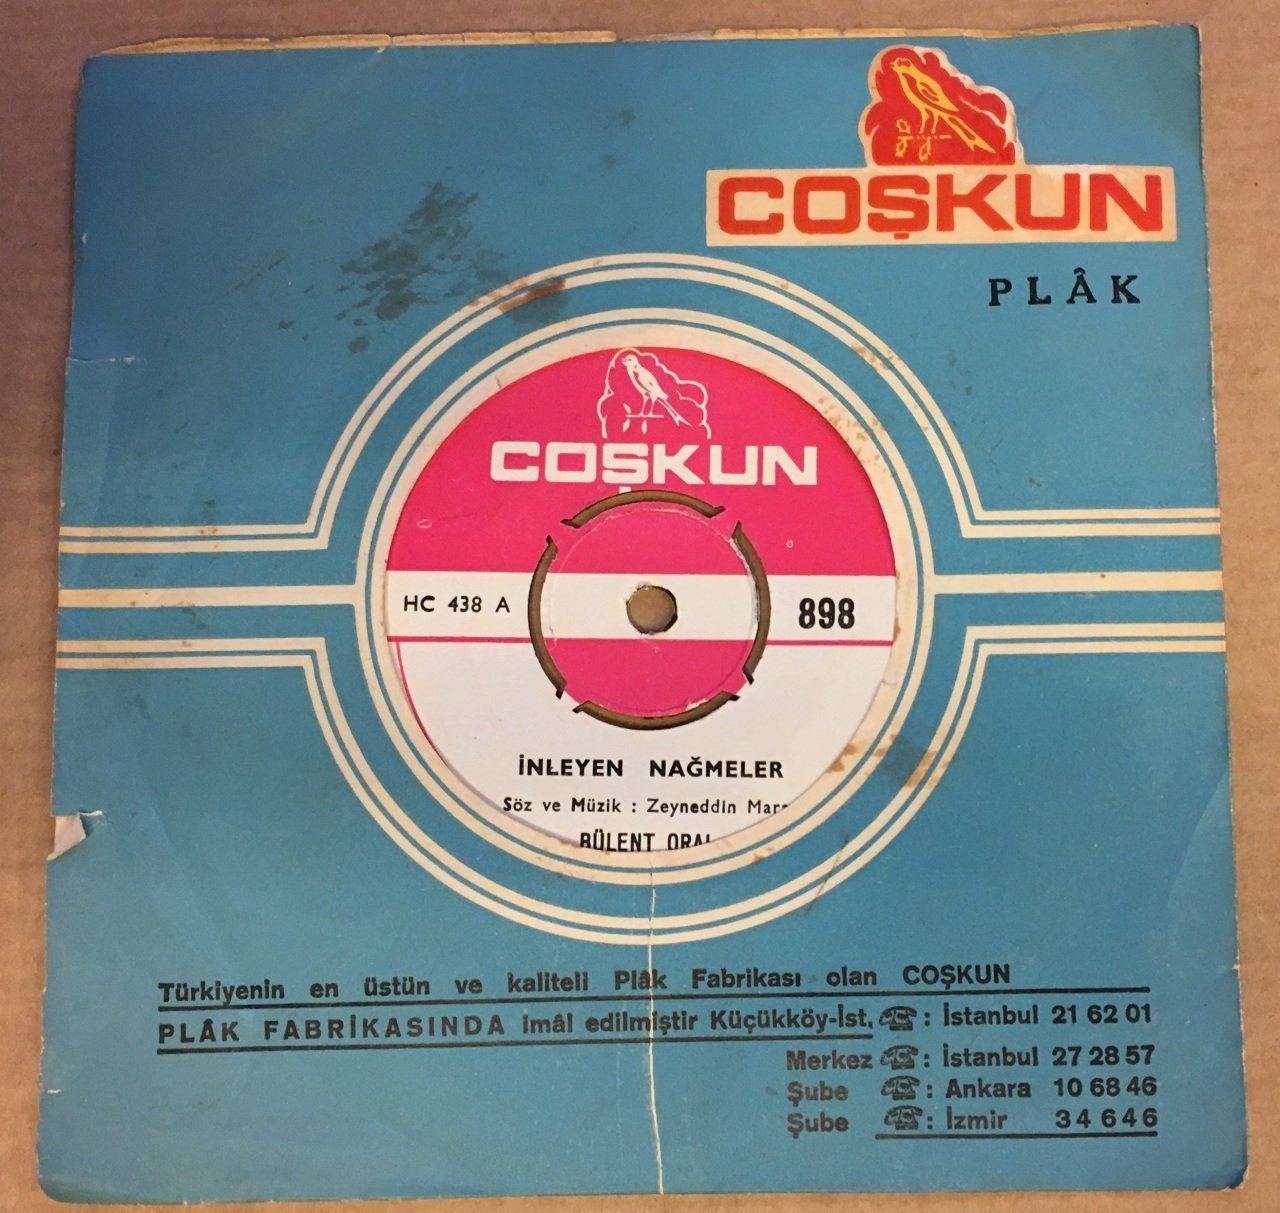 COŞKUN
PLÂK
COŞKUN
HC 438 A
898
İNLEYEN NAĞMELER
Söz ve Müzik : Zeyneddin
BÜLENT ORAL
Türkiyenin en üstün ve kaliteli Plâk Fabrikası olan COŞKUN
PLÂK FABRİKASINDA imâl edilmiştir Küçükköy-İst. ☎ : İstanbul 21 62 01
Merkez ☎ : İstanbul 27 28 57
Şube ☎ : Ankara 10 68 46
Şube ☎ : İzmir 34 646